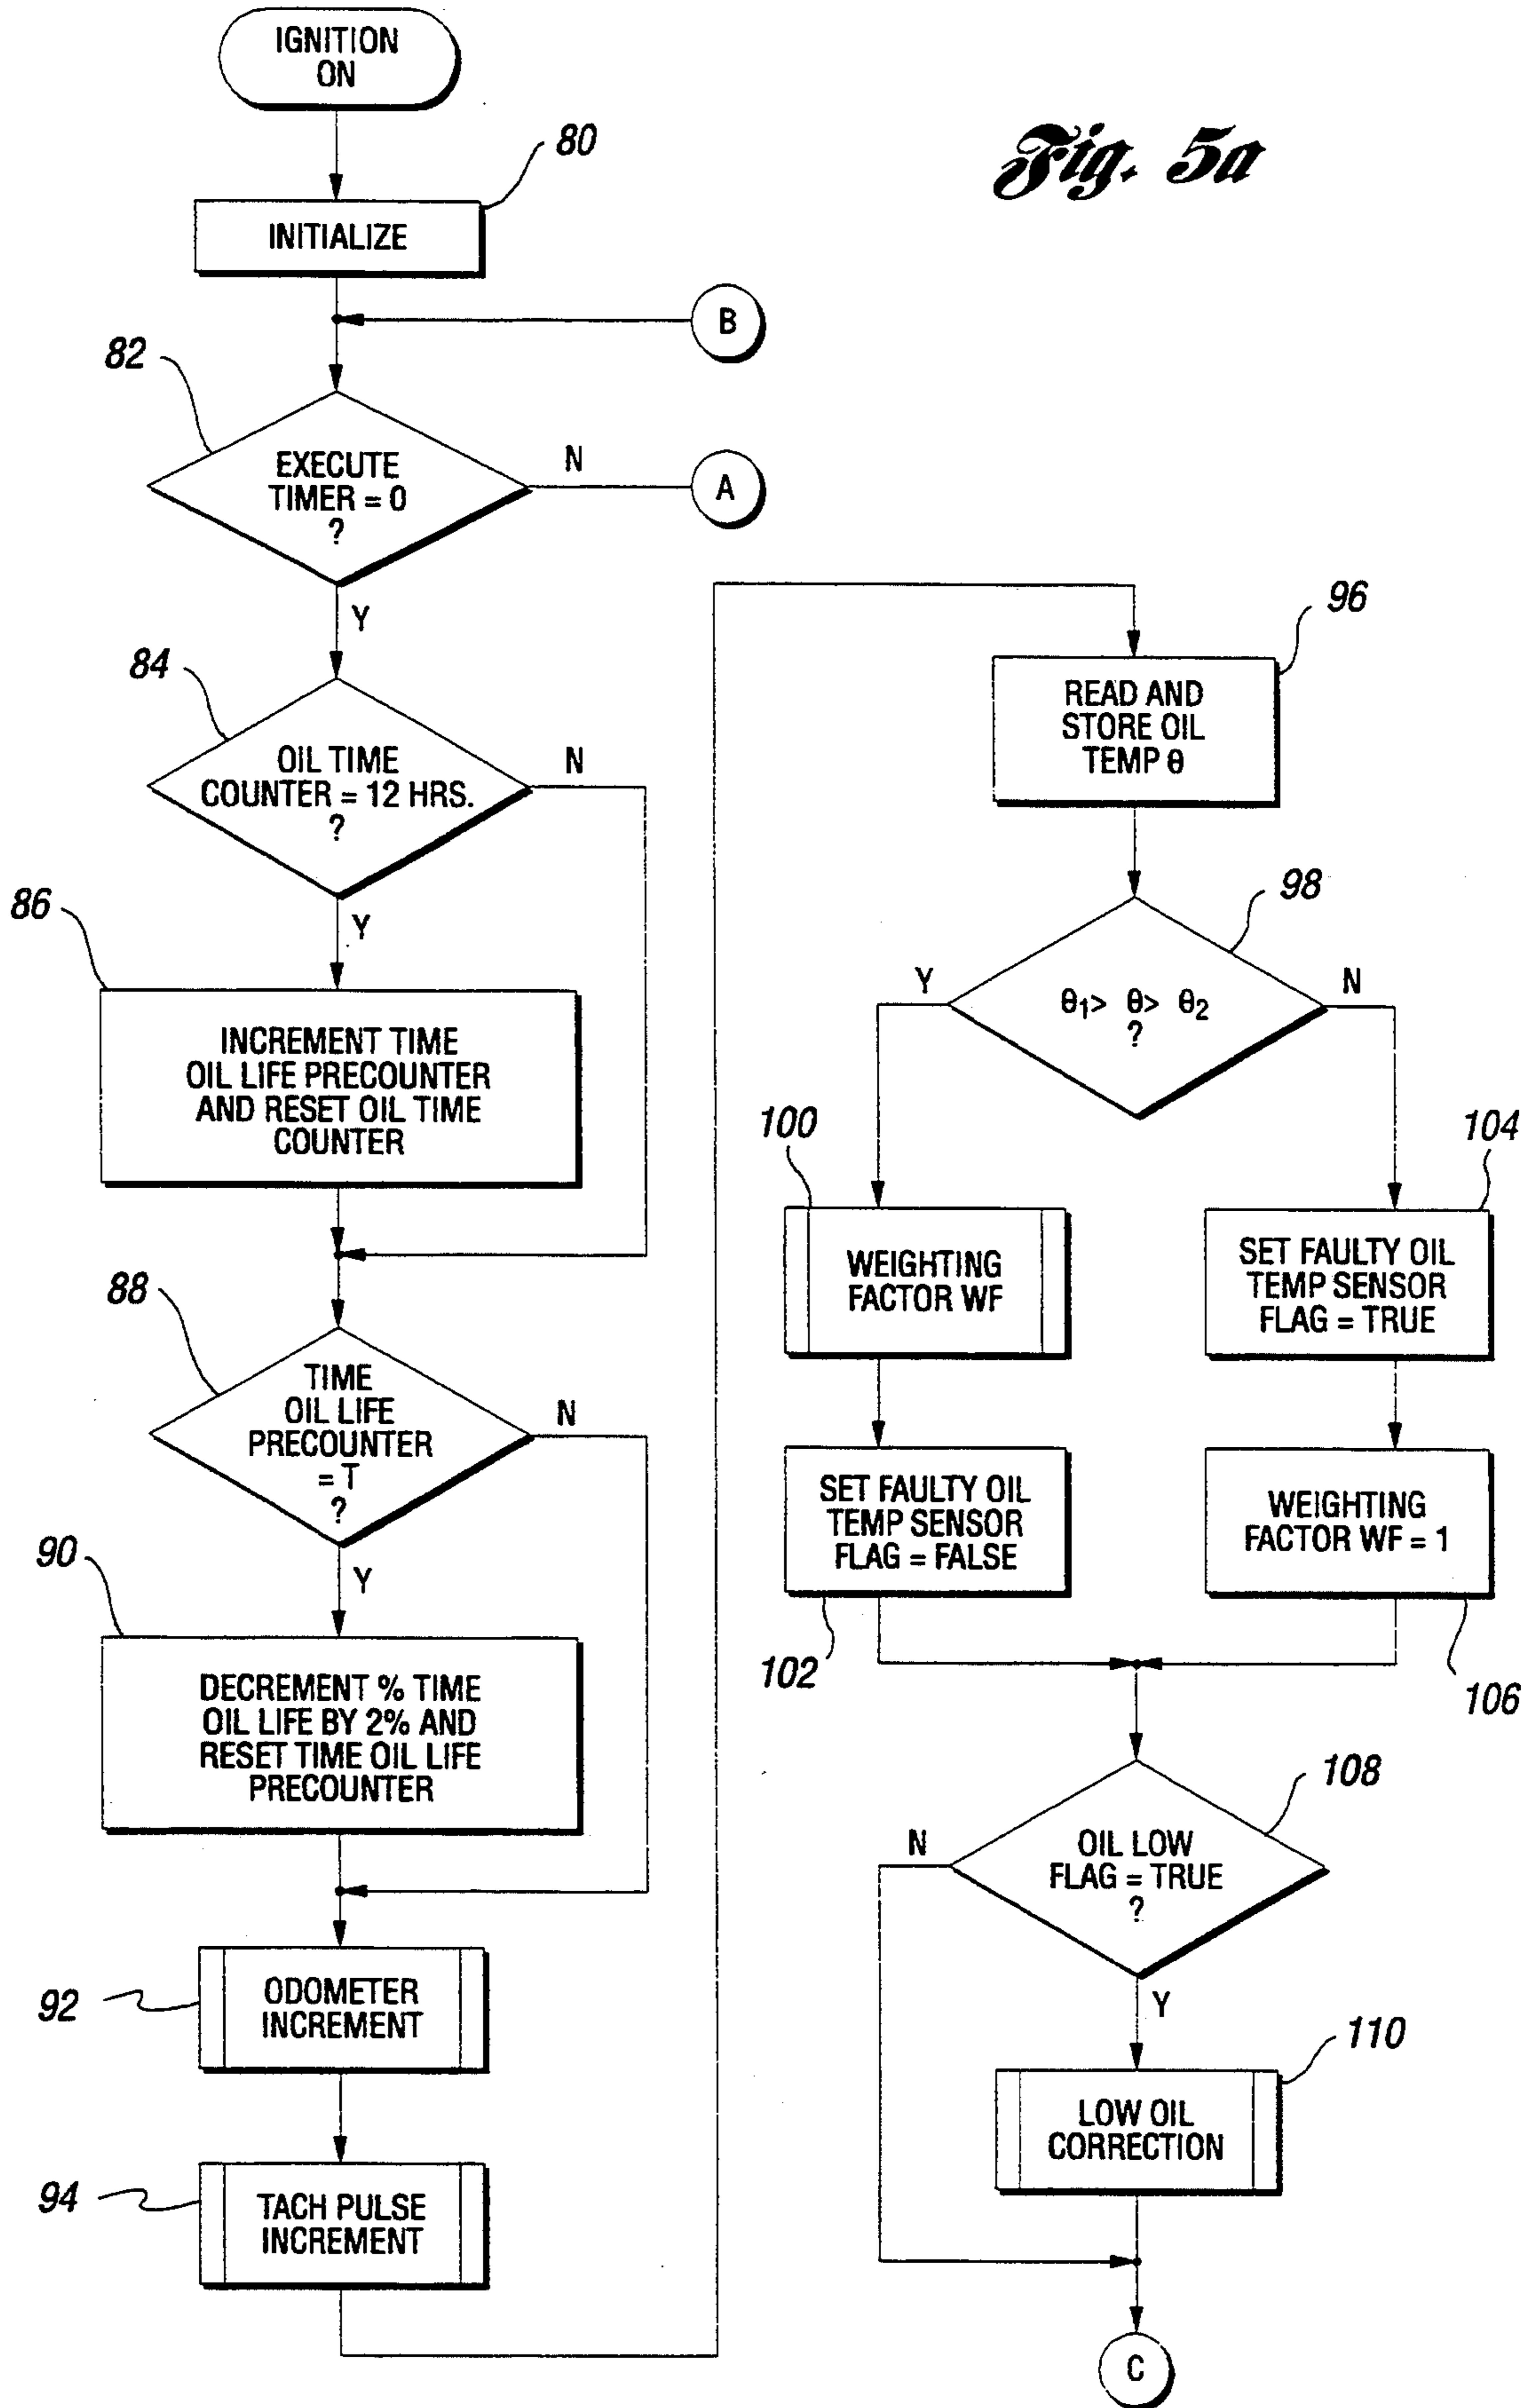 Fig. 5a
IGNITION
ON
80
INITIALIZE
B
82
EXECUTE
TIMER = 0
?
N
A
Y
84
OIL TIME
COUNTER = 12 HRS.
?
N
Y
86
INCREMENT TIME
OIL LIFE PRECOUNTER
AND RESET OIL TIME
COUNTER
88
TIME
OIL LIFE
PRECOUNTER
= T
?
N
Y
90
DECREMENT % TIME
OIL LIFE BY 2% AND
RESET TIME OIL LIFE
PRECOUNTER
92
ODOMETER
INCREMENT
94
TACH PULSE
INCREMENT
96
READ AND
STORE OIL
TEMP θ
98
Y
θ₁> θ> θ₂
?
N
100
WEIGHTING
FACTOR WF
SET FAULTY OIL
TEMP SENSOR
FLAG = FALSE
102
104
SET FAULTY OIL
TEMP SENSOR
FLAG = TRUE
WEIGHTING
FACTOR WF = 1
106
108
N
OIL LOW
FLAG = TRUE
?
Y
110
LOW OIL
CORRECTION
C